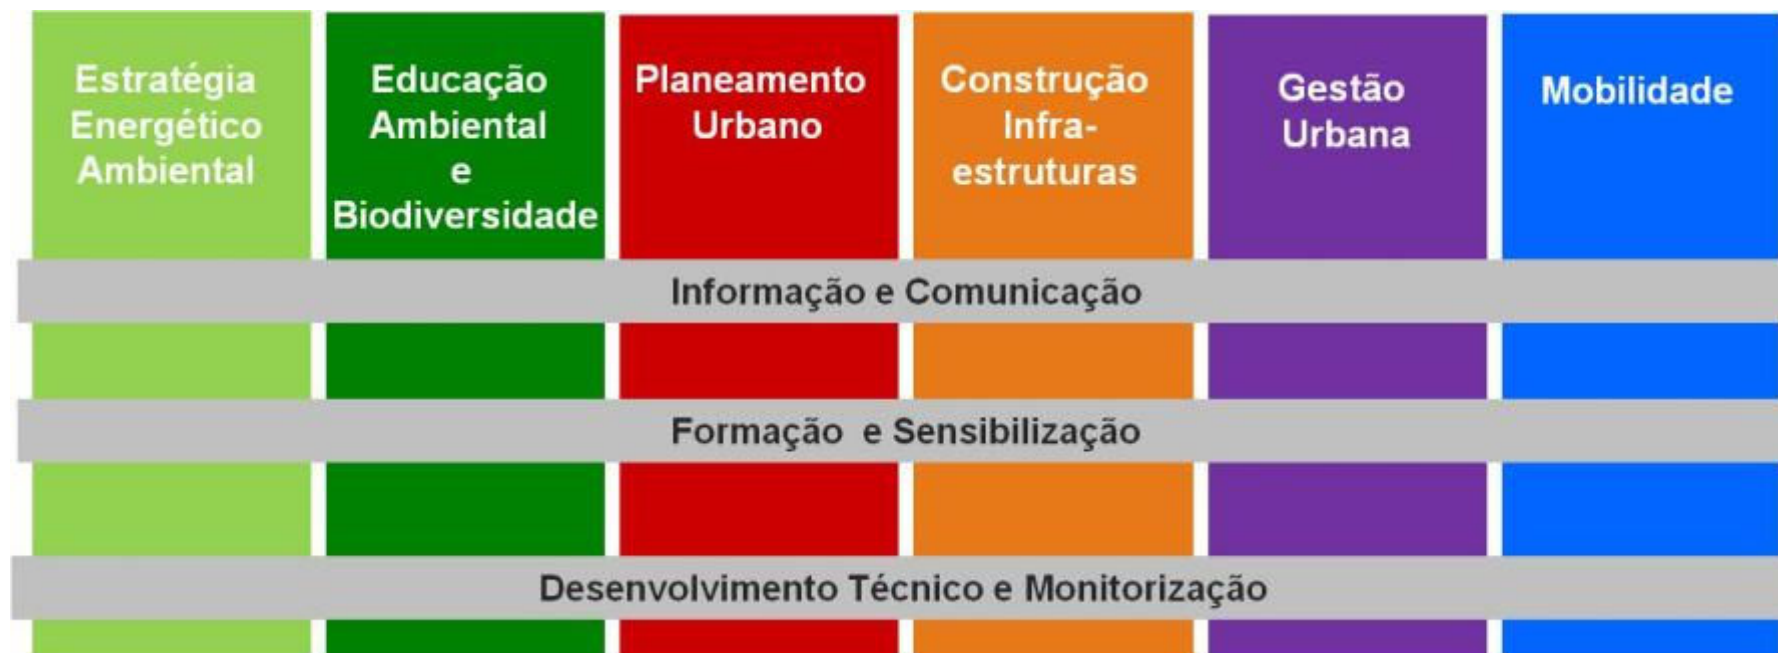 Estratégia
Energético
Ambiental
Educação
Ambiental
e
Biodiversidade
Planeamento
Urbano
Construção
Infra-
estruturas
Gestão
Urbana
Mobilidade
Informação e Comunicação
Formação e Sensibilização
Desenvolvimento Técnico e Monitorização